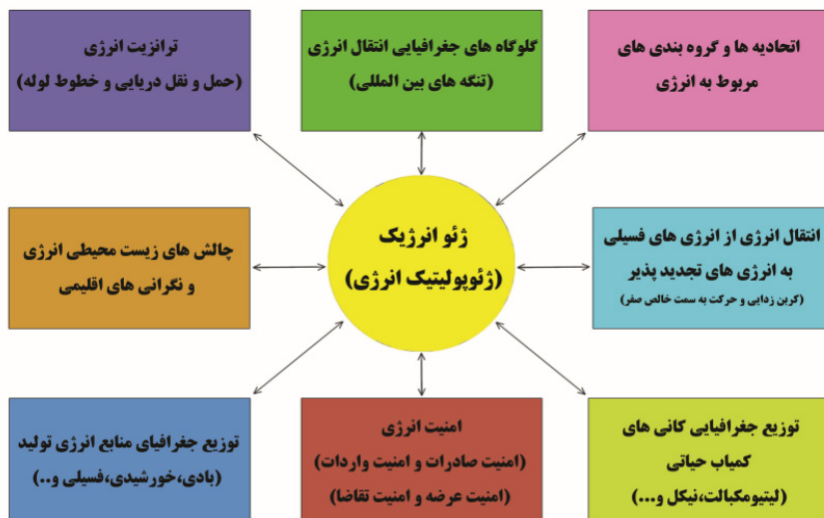 اتحادیه ها و گروه بندی های
مربوط به انرژی
گلوگاه های جغرافیایی انتقال انرژی
(تنگه های بین المللی)
ترانزیت انرژی
(حمل و نقل دریایی و خطوط لوله)
انتقال انرژی از انرژی های فسیلی
به انرژی های تجدید پذیر
(کربن زدایی و حرکت به سمت خالص صفر)
ژئو انرژیک
(ژئوپولیتیک انرژی)
چالش های زیست محیطی انرژی
و نگرانی های اقلیمی
توزیع جغرافیایی کانی های
کمیاب حیاتی
(لیتیومکبالت،نیکل و...)
امنیت انرژی
(امنیت صادرات و امنیت واردات)
(امنیت عرضه و امنیت تقاضا)
توزیع جغرافیای منابع انرژی تولید
(بادی،خورشیدی،فسیلی و..)